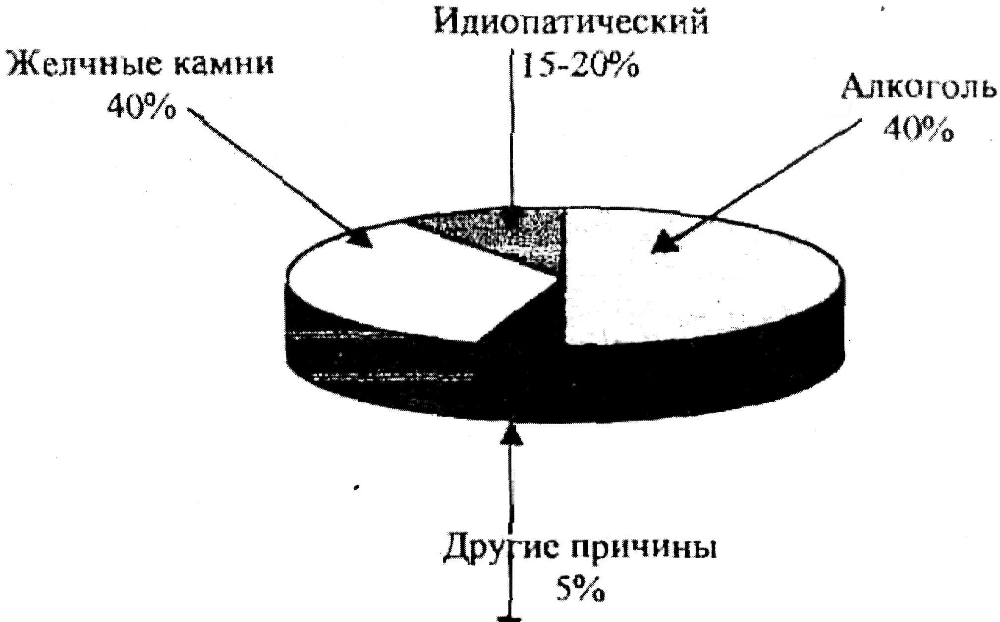 Идиопатический
15-20%
Желчные камни
40%
Алкоголь
40%
Другие причины
5%